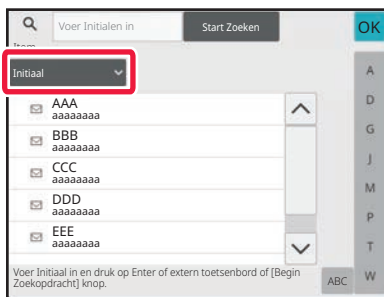 Voer Initialen in
Start Zoeken
OK
Item
Initiaal
AAA
aaaaaaaa
BBB
aaaaaaaa
CCC
aaaaaaaa
DDD
aaaaaaaa
EEE
aaaaaaaa
A
D
G
J
M
P
T
W
Voer Initiaal in en druk op Enter of extern toetsenbord of [Begin
Zoekopdracht] knop.
ABC